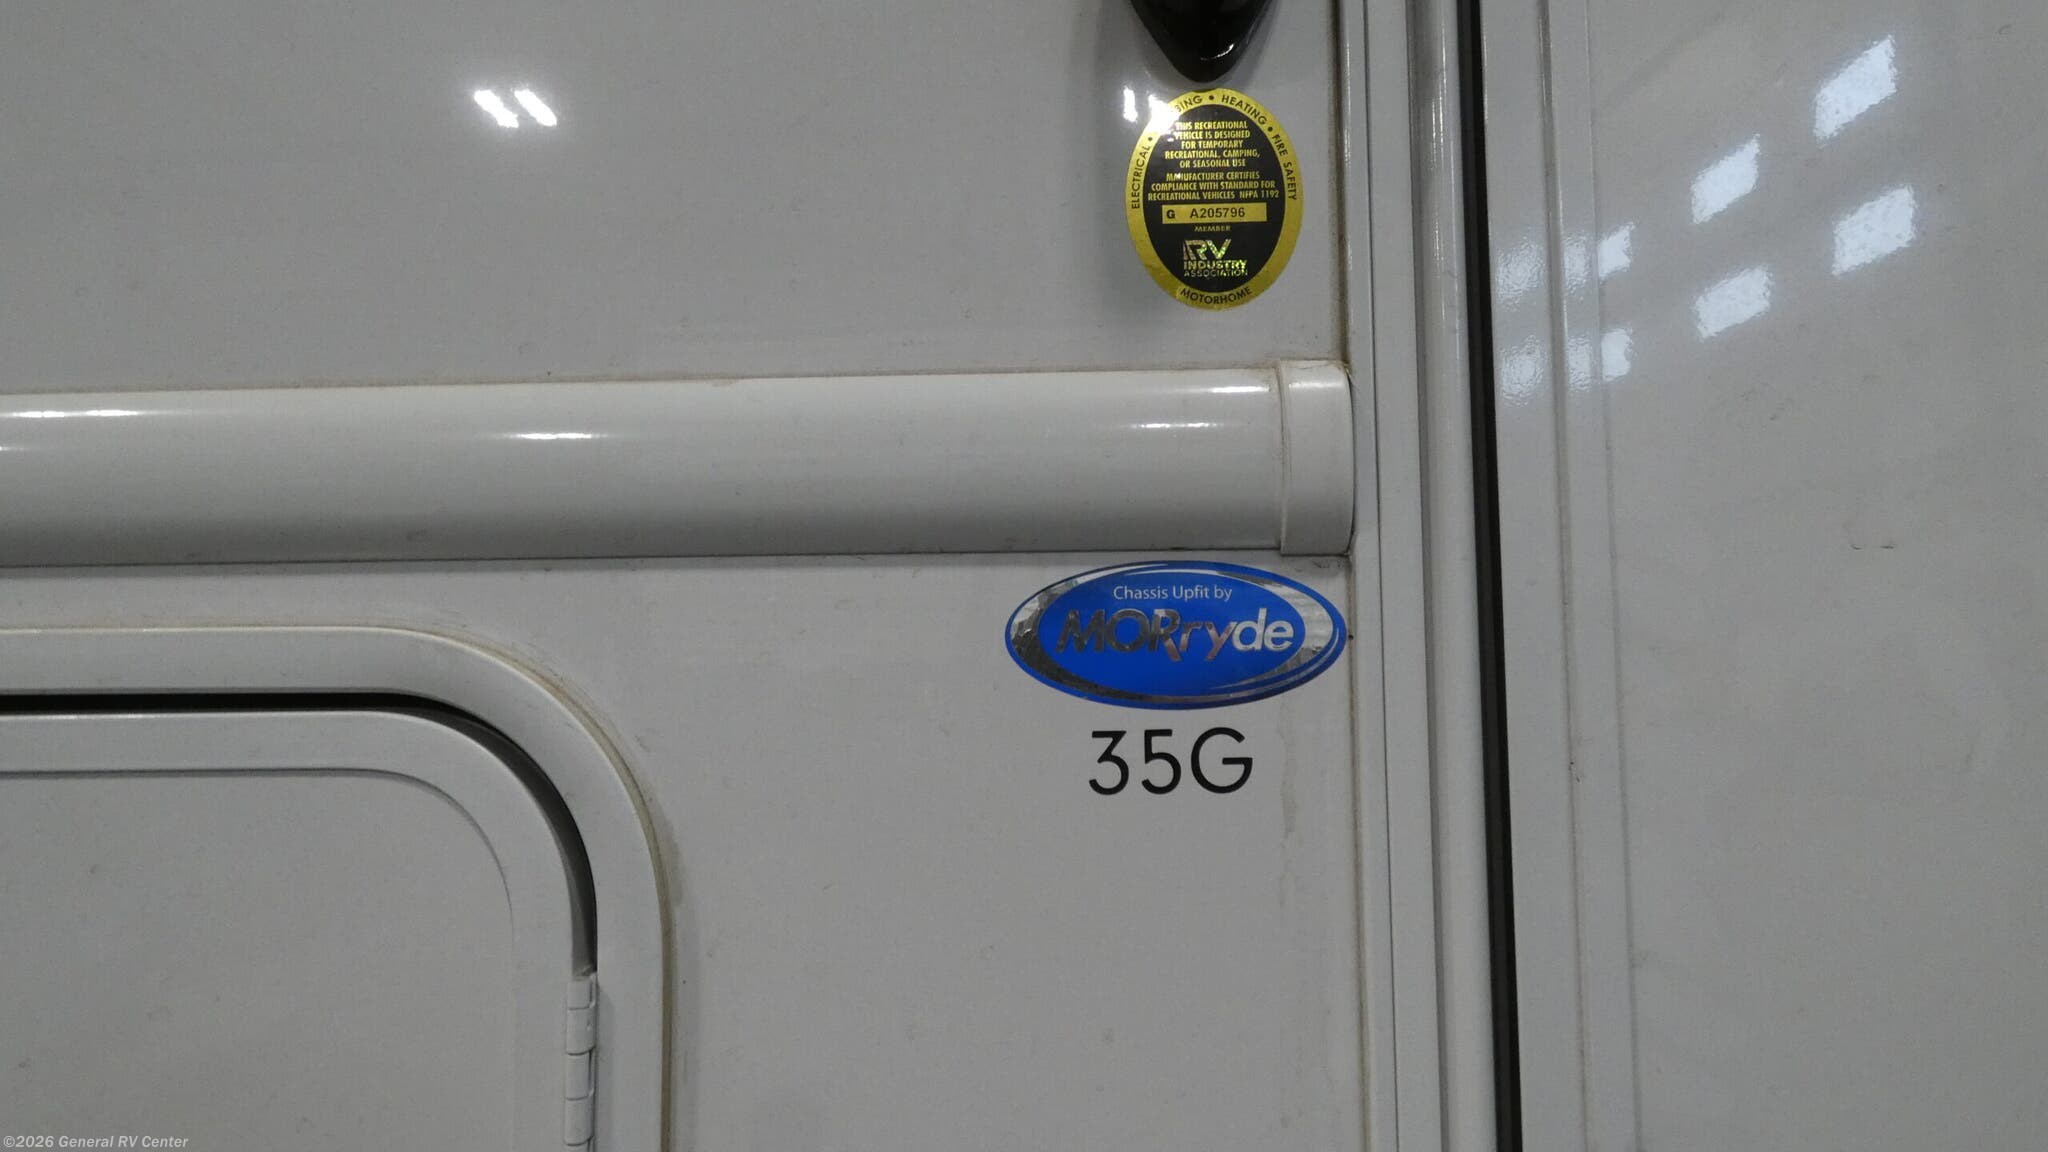 ELECTRICAL • BING • HEATING • FIRE SAFETY
THIS RECREATIONAL
VEHICLE IS DESIGNED
FOR TEMPORARY
RECREATIONAL, CAMPING,
OR SEASONAL USE
MANUFACTURER CERTIFIES
COMPLIANCE WITH STANDARD FOR
RECREATIONAL VEHICLES NFPA 1192
G A205796
MEMBER
RV
INDUSTRY
ASSOCIATION
MOTORHOME
Chassis Upfit by
MORryde
35G
©2026 General RV Center